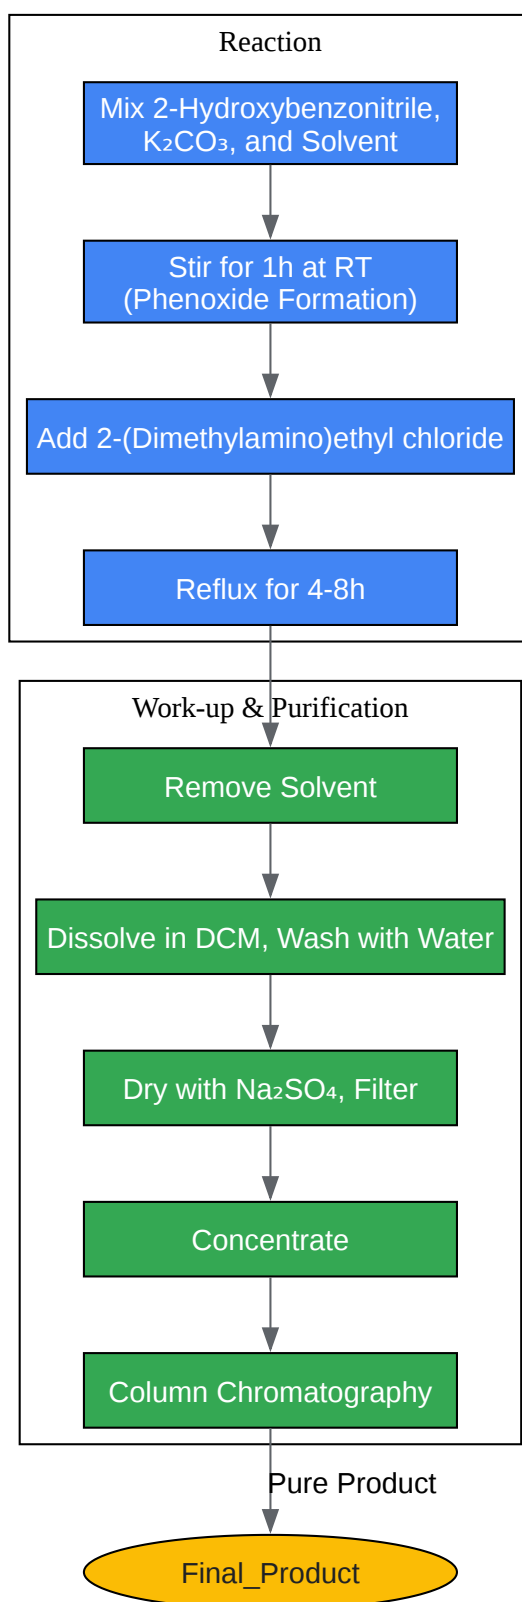 Reaction
Mix 2-Hydroxybenzonitrile,
K₂CO₃, and Solvent
Stir for 1h at RT
(Phenoxide Formation)
Add 2-(Dimethylamino)ethyl chloride
Reflux for 4-8h
Work-up & Purification
Remove Solvent
Dissolve in DCM, Wash with Water
Dry with Na₂SO₄, Filter
Concentrate
Column Chromatography
Pure Product
Final_Product